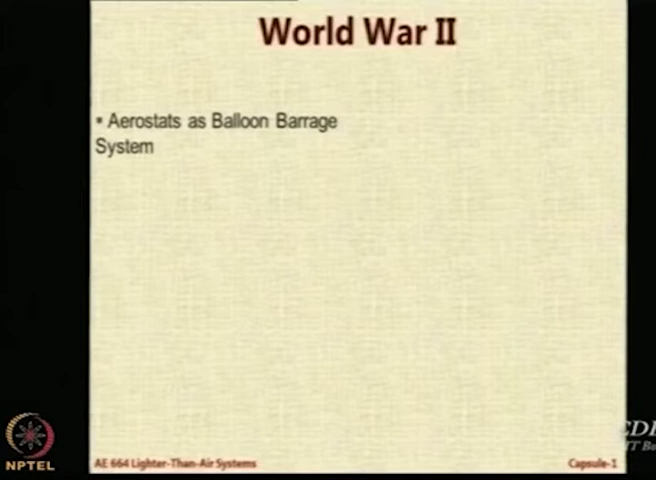 World War II
▪ Aerostats as Balloon Barrage
System
NPTEL
AE 664 Lighter-Than-Air Systems
Capsule-1